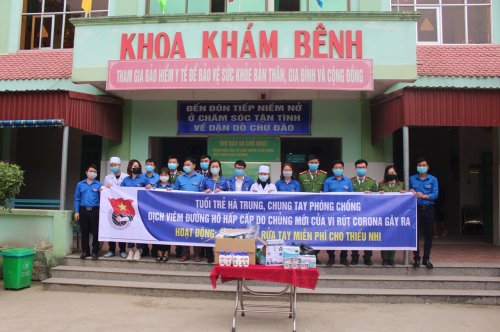 KHOA KHÁM BỆNH
THAM GIA BẢO HIỂM Y TẾ ĐỂ BẢO VỆ SỨC KHỎE BẢN THÂN, GIA ĐÌNH VÀ CỘNG ĐỒNG
ĐẾN ĐÓN TIẾP NIỀM NỞ
Ở CHĂM SÓC TẬN TÌNH
VỀ DẶN DÒ CHU ĐÁO
TUỔI TRẺ HÀ TRUNG, CHUNG TAY PHÒNG CHỐNG
DỊCH VIÊM ĐƯỜNG HÔ HẤP CẤP DO CHỦNG MỚI CỦA VI RÚT CORONA GÂY RA
HOẠT ĐỘNG: RỬA TAY MIỄN PHÍ CHO THIẾU NHI